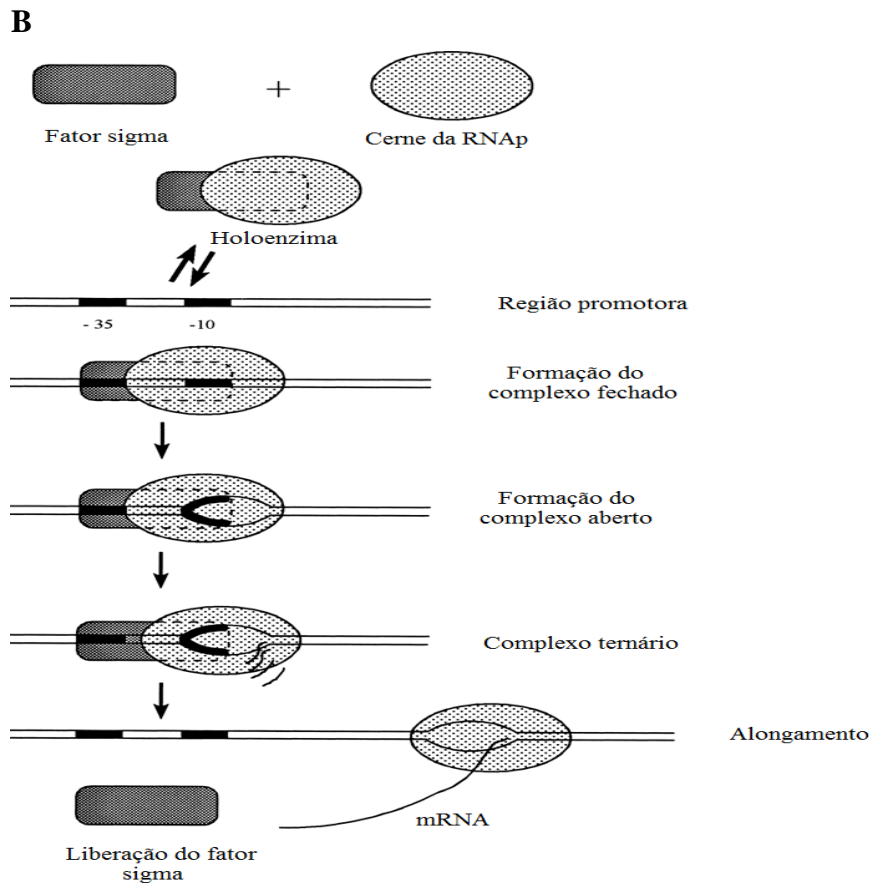 B
+
Fator sigma
Cerne da RNAp
Holoenzima
Região promotora
- 35
-10
Formação do
complexo fechado
Formação do
complexo aberto
Complexo ternário
Alongamento
mRNA
Liberação do fator
sigma